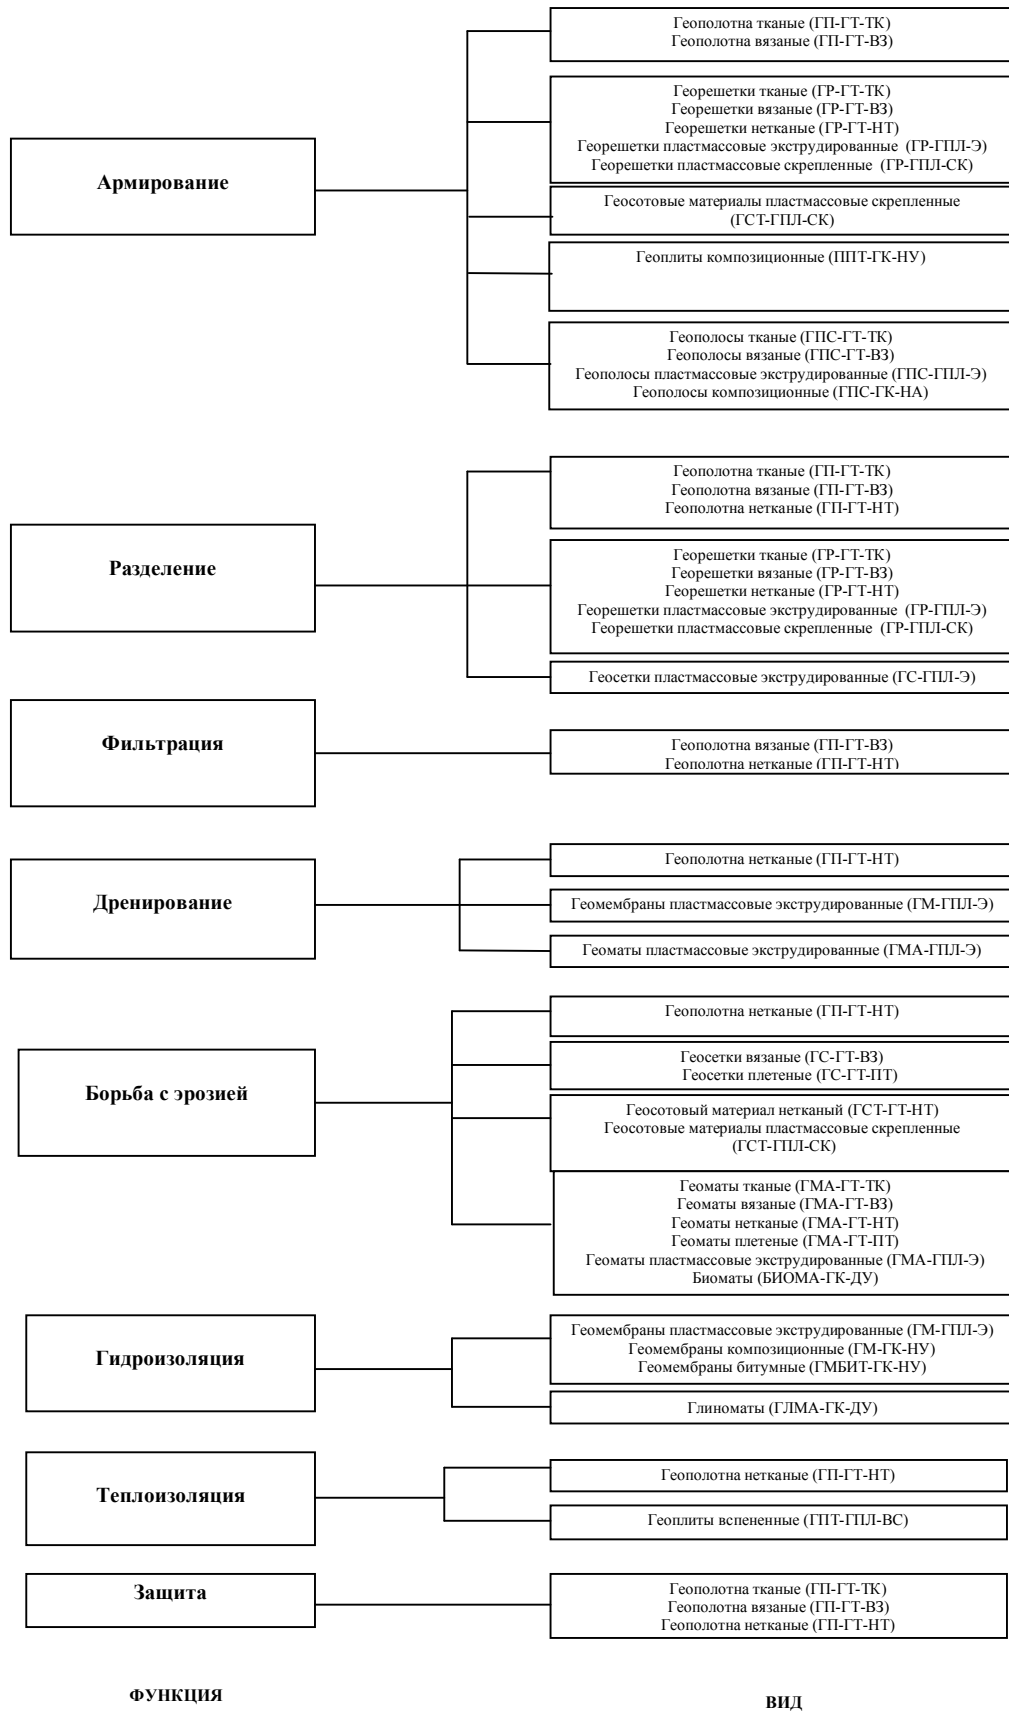 Армирование
Геополотна тканые (ГП-ГТ-ТК)
Геополотна вязаные (ГП-ГТ-ВЗ)
Георешетки тканые (ГР-ГТ-ТК)
Георешетки вязаные (ГР-ГТ-ВЗ)
Георешетки нетканые (ГР-ГТ-НТ)
Георешетки пластмассовые экструдированные (ГР-ГПЛ-Э)
Георешетки пластмассовые скрепленные (ГР-ГПЛ-СК)
Геосотовые материалы пластмассовые скрепленные
(ГСТ-ГПЛ-СК)
Геоплиты композиционные (ППТ-ГК-НУ)
Геополосы тканые (ГПС-ГТ-ТК)
Геополосы вязаные (ГПС-ГТ-ВЗ)
Геополосы пластмассовые экструдированные (ГПС-ГПЛ-Э)
Геополосы композиционные (ГПС-ГК-НА)
Разделение
Геополотна тканые (ГП-ГТ-ТК)
Геополотна вязаные (ГП-ГТ-ВЗ)
Геополотна нетканые (ГП-ГТ-НТ)
Георешетки тканые (ГР-ГТ-ТК)
Георешетки вязаные (ГР-ГТ-ВЗ)
Георешетки нетканые (ГР-ГТ-НТ)
Георешетки пластмассовые экструдированные (ГР-ГПЛ-Э)
Георешетки пластмассовые скрепленные (ГР-ГПЛ-СК)
Геосетки пластмассовые экструдированные (ГС-ГПЛ-Э)
Фильтрация
Геополотна вязаные (ГП-ГТ-ВЗ)
Геополотна нетканые (ГП-ГТ-НТ)
Дренирование
Геополотна нетканые (ГП-ГТ-НТ)
Геомембраны пластмассовые экструдированные (ГМ-ГПЛ-Э)
Геоматы пластмассовые экструдированные (ГМА-ГПЛ-Э)
Борьба с эрозией
Геополотна нетканые (ГП-ГТ-НТ)
Геосетки вязаные (ГС-ГТ-ВЗ)
Геосетки плетеные (ГС-ГТ-ПТ)
Геосотовый материал нетканый (ГСТ-ГТ-НТ)
Геосотовые материалы пластмассовые скрепленные
(ГСТ-ГПЛ-СК)
Геоматы тканые (ГМА-ГТ-ТК)
Геоматы вязаные (ГМА-ГТ-ВЗ)
Геоматы нетканые (ГМА-ГТ-НТ)
Геоматы плетеные (ГМА-ГТ-ПТ)
Геоматы пластмассовые экструдированные (ГМА-ГПЛ-Э)
Биоматы (БИОМА-ГК-ДУ)
Гидроизоляция
Геомембраны пластмассовые экструдированные (ГМ-ГПЛ-Э)
Геомембраны композиционные (ГМ-ГК-НУ)
Геомембраны битумные (ГМБИТ-ГК-НУ)
Глиноматы (ГЛМА-ГК-ДУ)
Теплоизоляция
Геополотна нетканые (ГП-ГТ-НТ)
Геоплиты вспененные (ГПТ-ГПЛ-ВС)
Защита
Геополотна тканые (ГП-ГТ-ТК)
Геополотна вязаные (ГП-ГТ-ВЗ)
Геополотна нетканые (ГП-ГТ-НТ)
ФУНКЦИЯ
ВИД